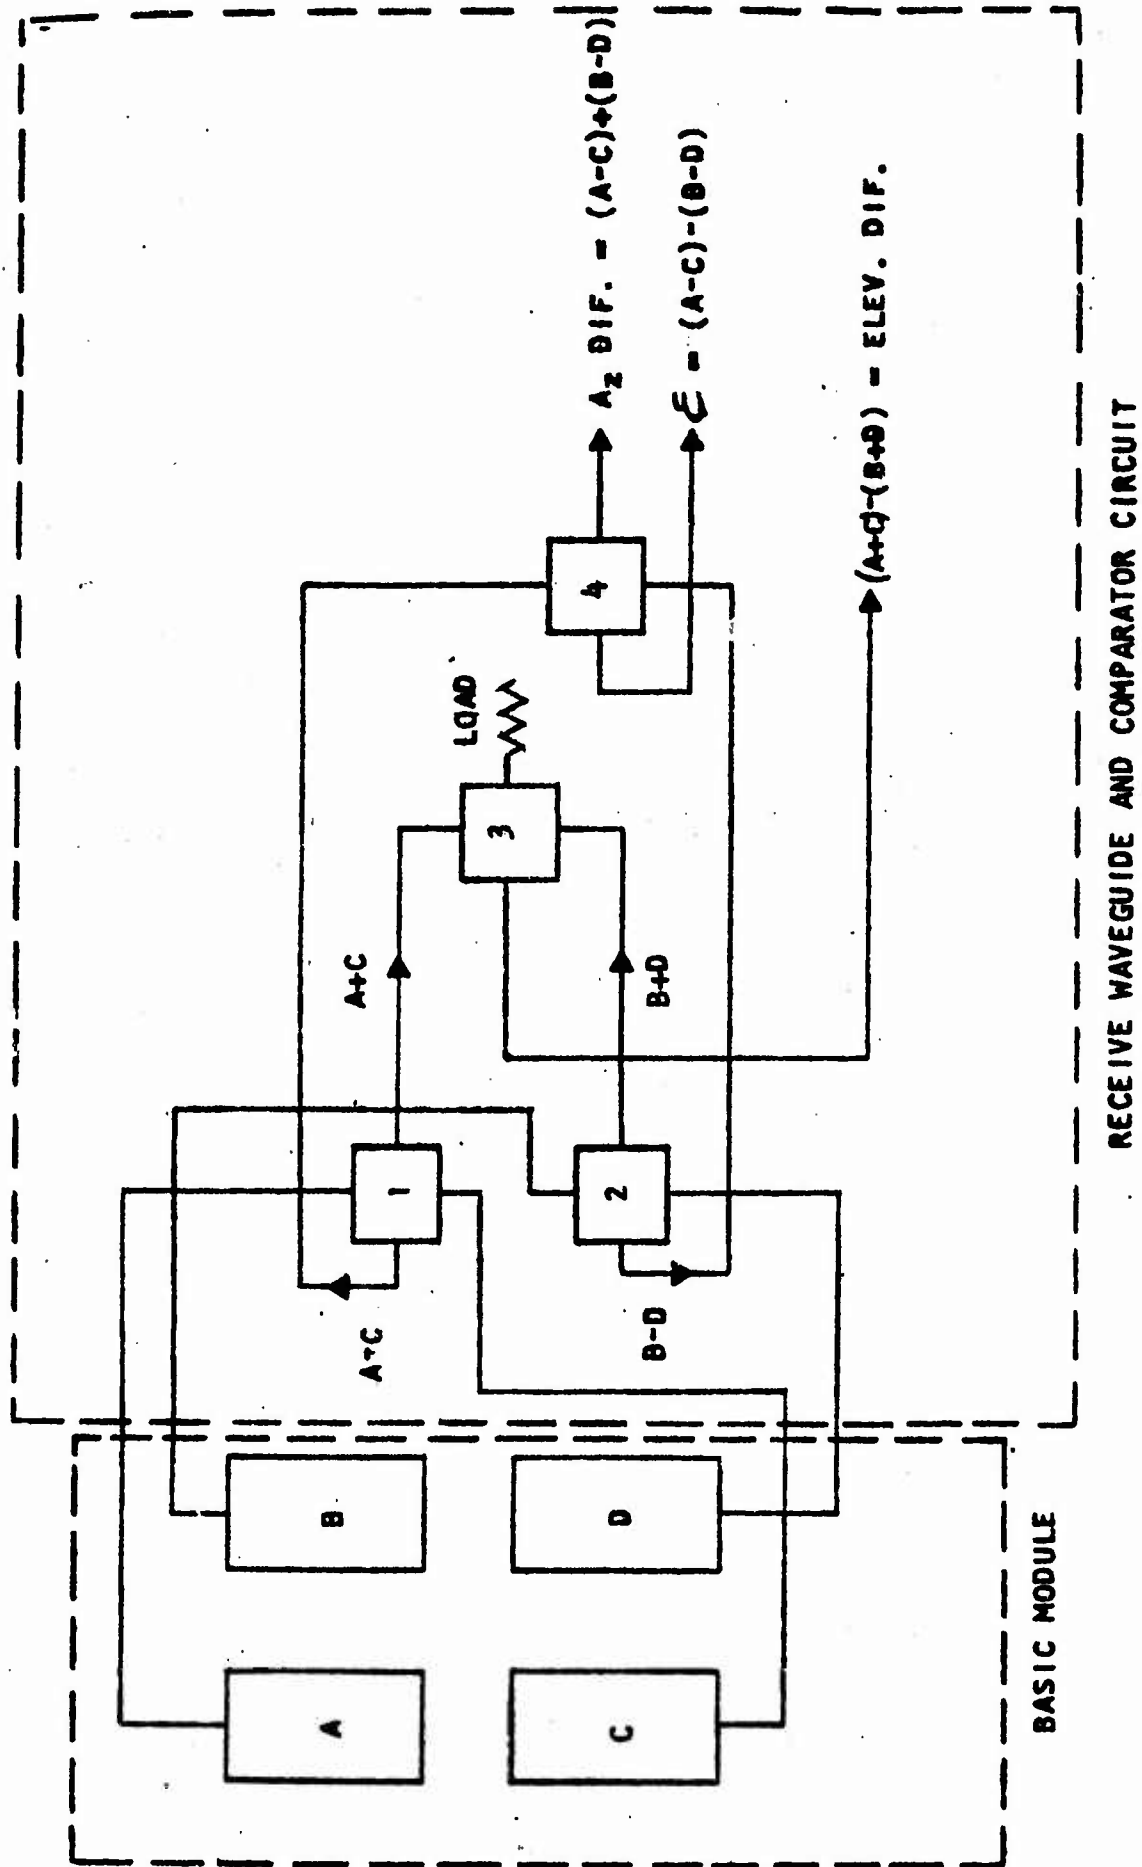 A
B
C
D
BASIC MODULE
A-C
B-D
1
2
A+C
B+D
3
LOAD
4
Az DIF. = (A-C)+(B-D)
ℰ = (A-C)-(B-D)
(A+C)-(B+D) = ELEV. DIF.
RECEIVE WAVEGUIDE AND COMPARATOR CIRCUIT